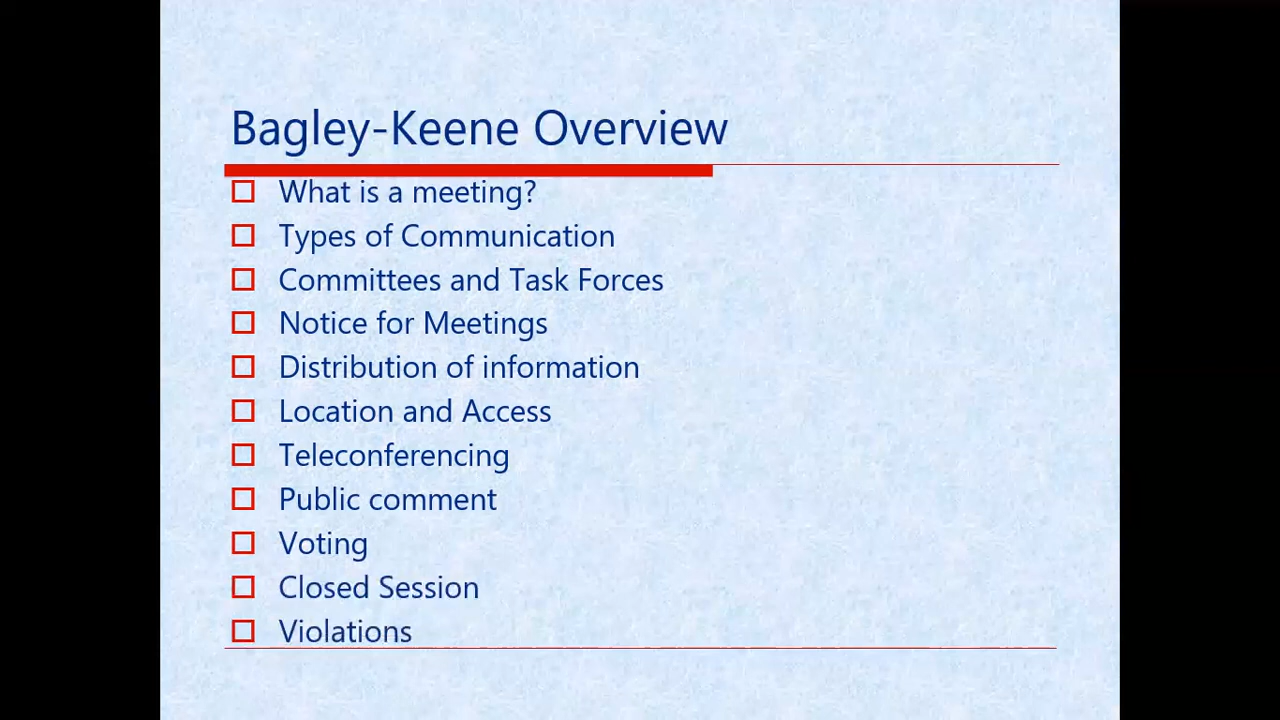 Bagley-Keene Overview
What is a meeting?
Types of Communication
Committees and Task Forces
Notice for Meetings
Distribution of information
Location and Access
Teleconferencing
Public comment
Voting
Closed Session
Violations